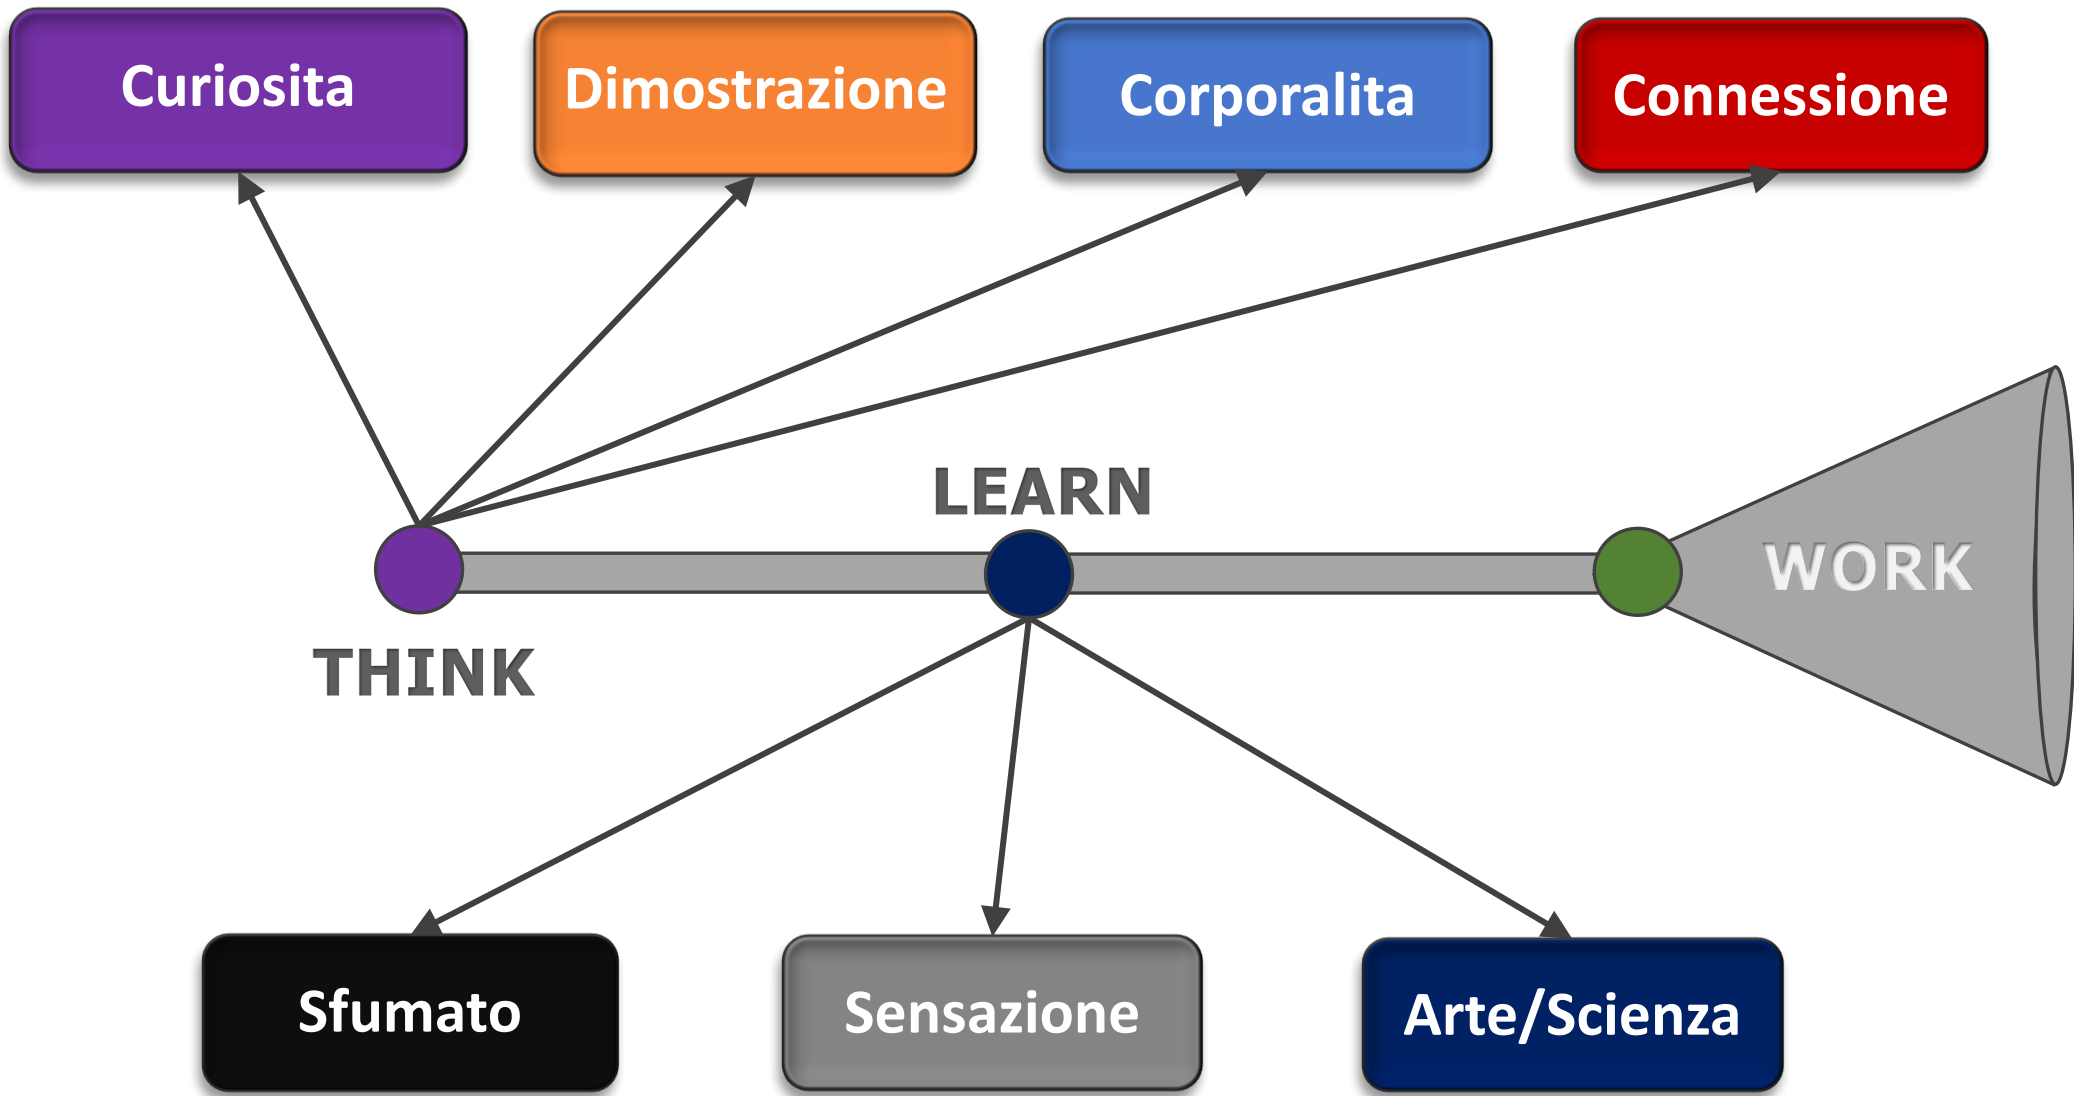 Curiosita
Dimostrazione
Corporalita
Connessione
LEARN
WORK
THINK
Sfumato
Sensazione
Arte/Scienza